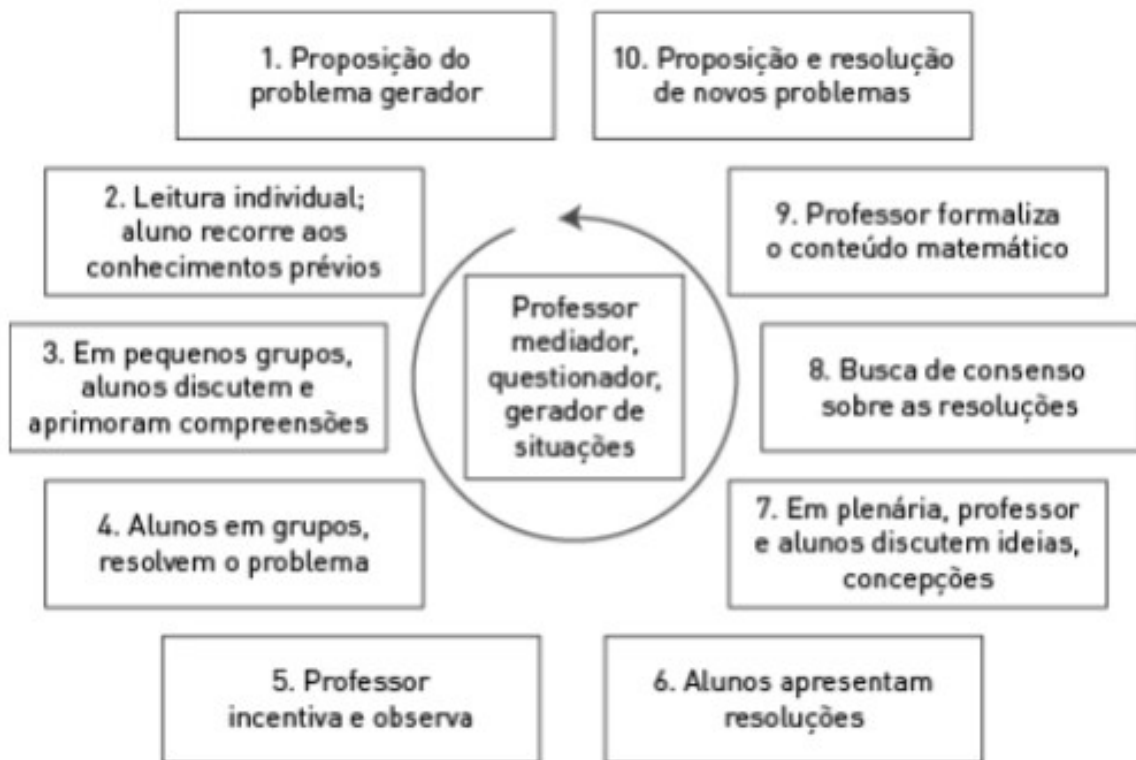 1. Proposição do
problema gerador
10. Proposição e resolução
de novos problemas
2. Leitura individual;
aluno recorre aos
conhecimentos prévios
9. Professor formaliza
o conteúdo matemático
Professor
mediador,
questionador,
gerador de
situações
3. Em pequenos grupos,
alunos discutem e
aprimoram compreensões
8. Busca de consenso
sobre as resoluções
4. Alunos em grupos,
resolvem o problema
7. Em plenária, professor
e alunos discutem ideias,
concepções
5. Professor
incentiva e observa
6. Alunos apresentam
resoluções